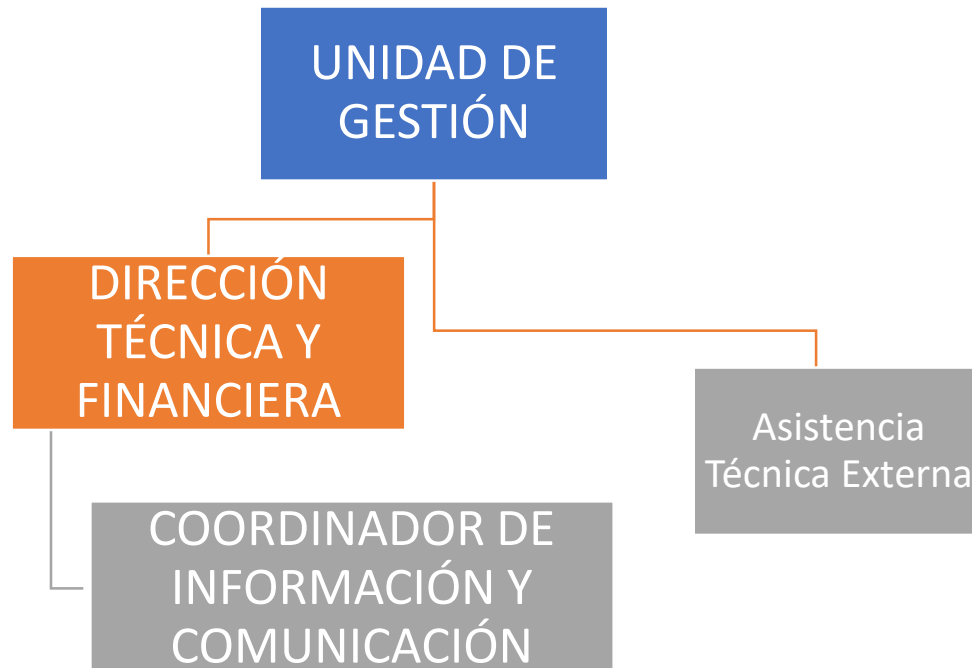 UNIDAD DE
GESTIÓN
DIRECCIÓN
TÉCNICA Y
FINANCIERA
Asistencia
Técnica Externa
COORDINADOR DE
INFORMACIÓN Y
COMUNICACIÓN